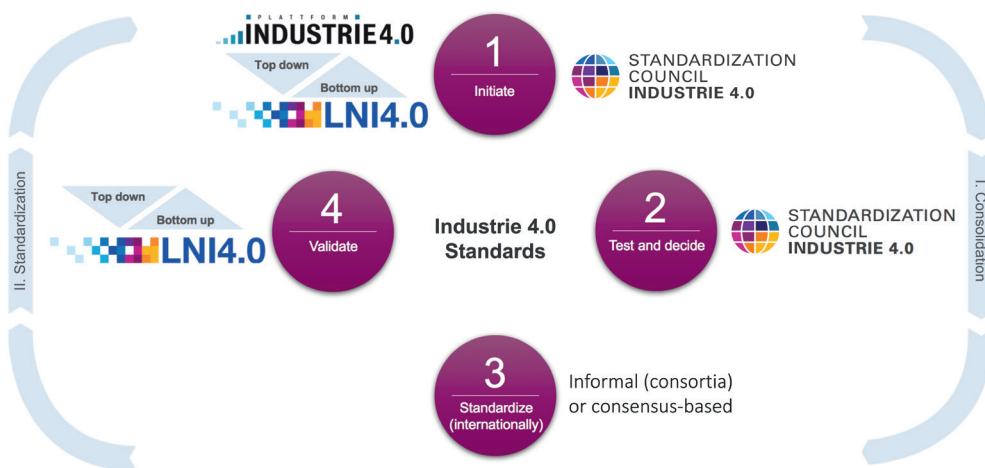 PLATTFORM
INDUSTRIE4.0
Top down
Bottom up
LNI4.0
1
Initiate
STANDARDIZATION
COUNCIL
INDUSTRIE 4.0
II. Standardization
Top down
Bottom up
LNI4.0
4
Validate
Industrie 4.0
Standards
2
Test and decide
STANDARDIZATION
COUNCIL
INDUSTRIE 4.0
I. Consolidation
3
Standardize
(internationally)
Informal (consortia)
or consensus-based